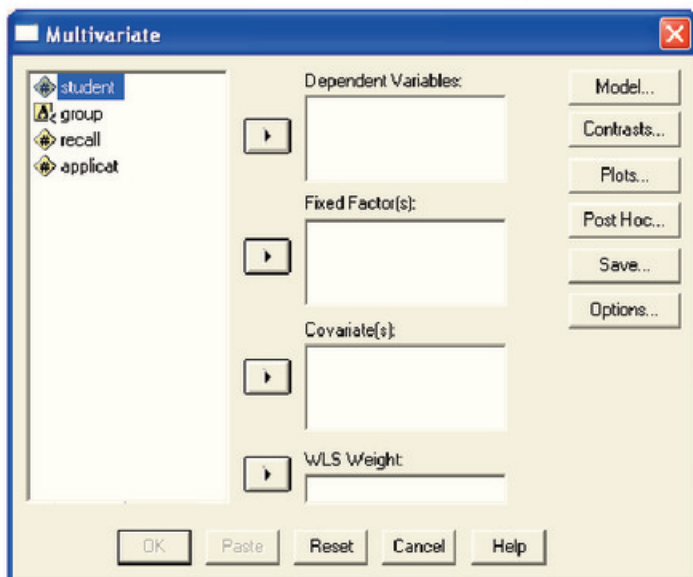 Multivariate
student
group
recall
applicat
Dependent Variables:
Fixed Factor(s):
Covariate(s):
WLS Weight:
Model...
Contrasts...
Plots...
Post Hoc...
Save...
Options...
OK
Paste
Reset
Cancel
Help